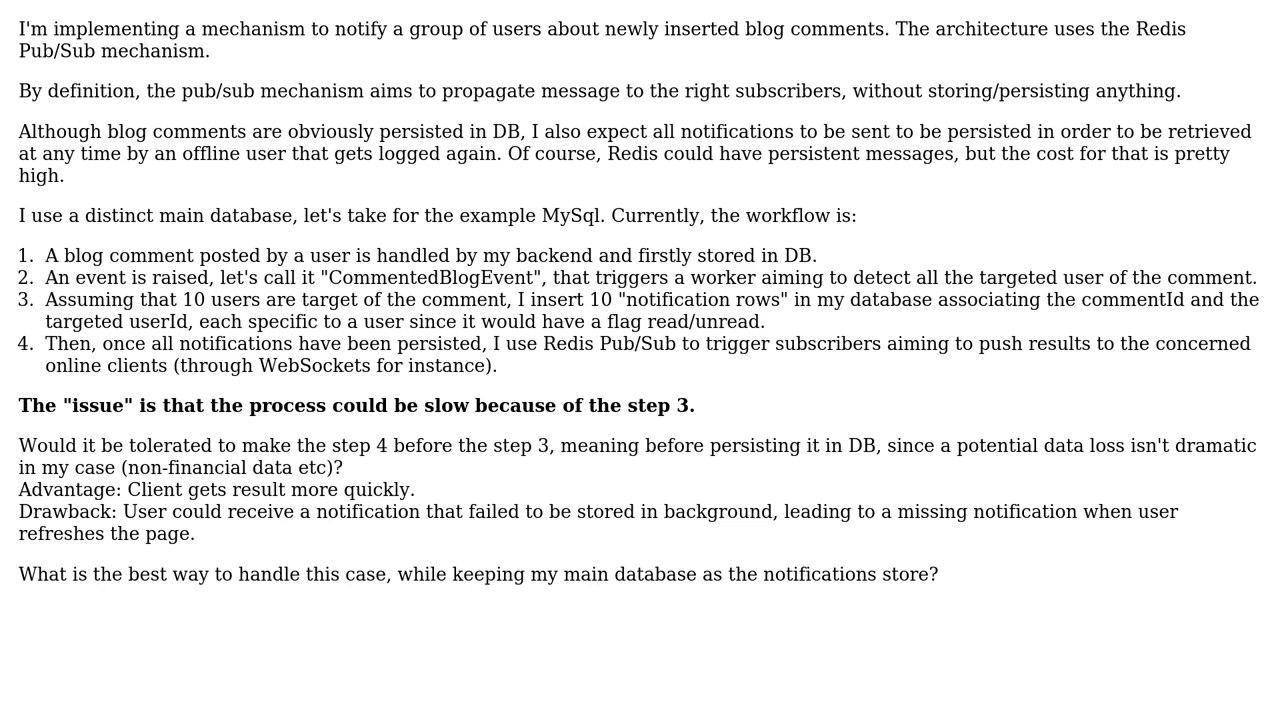 I'm implementing a mechanism to notify a group of users about newly inserted blog comments. The architecture uses the Redis
Pub/Sub mechanism.
By definition, the pub/sub mechanism aims to propagate message to the right subscribers, without storing/persisting anything.
Although blog comments are obviously persisted in DB, I also expect all notifications to be sent to be persisted in order to be retrieved
at any time by an offline user that gets logged again. Of course, Redis could have persistent messages, but the cost for that is pretty
high.
I use a distinct main database, let's take for the example MySql. Currently, the workflow is:
1. A blog comment posted by a user is handled by my backend and firstly stored in DB.
2. An event is raised, let's call it "CommentedBlogEvent", that triggers a worker aiming to detect all the targeted user of the comment.
3. Assuming that 10 users are target of the comment, I insert 10 "notification rows" in my database associating the commentId and the
targeted userId, each specific to a user since it would have a flag read/unread.
4. Then, once all notifications have been persisted, I use Redis Pub/Sub to trigger subscribers aiming to push results to the concerned
online clients (through WebSockets for instance).
The "issue" is that the process could be slow because of the step 3.
Would it be tolerated to make the step 4 before the step 3, meaning before persisting it in DB, since a potential data loss isn't dramatic
in my case (non-financial data etc)?
Advantage: Client gets result more quickly.
Drawback: User could receive a notification that failed to be stored in background, leading to a missing notification when user
refreshes the page.
What is the best way to handle this case, while keeping my main database as the notifications store?